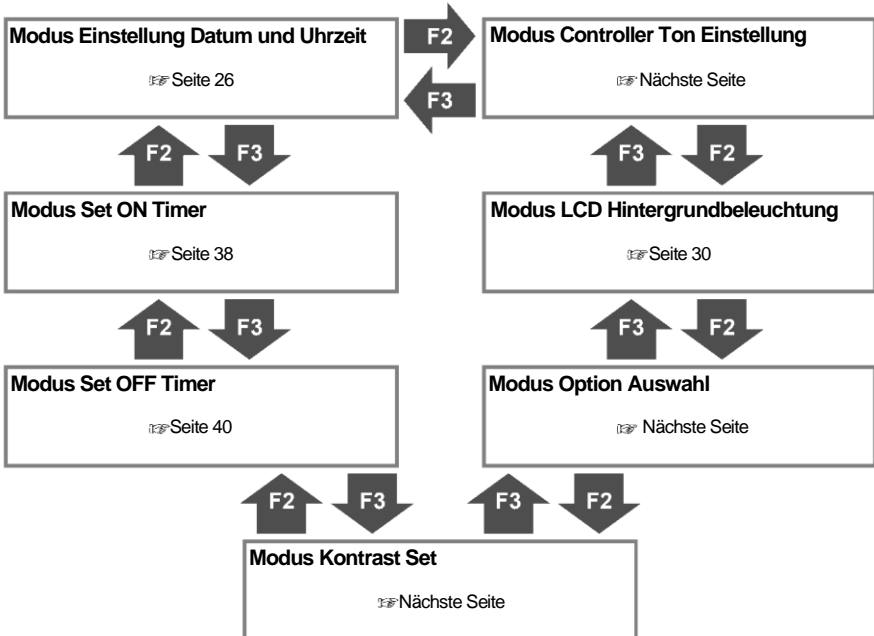 Modus Einstellung Datum und Uhrzeit
☞Seite 26
F2
F3
Modus Controller Ton Einstellung
☞Nächste Seite
F2
F3
F3
F2
Modus Set ON Timer
☞Seite 38
Modus LCD Hintergrundbeleuchtung
☞Seite 30
F2
F3
F3
F2
Modus Set OFF Timer
☞Seite 40
Modus Option Auswahl
☞ Nächste Seite
F2
F3
F3
F2
Modus Kontrast Set
☞Nächste Seite